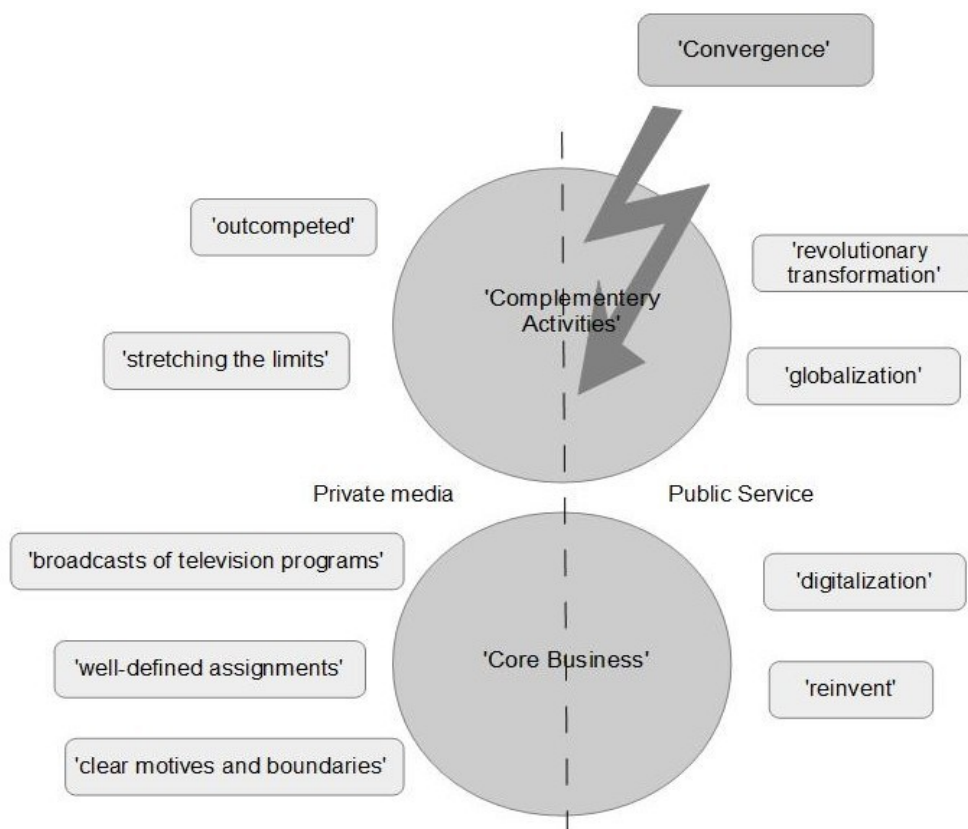 'Convergence'
'outcompeted'
'revolutionary
transformation'
'Complementery
Activities'
'stretching the limits'
'globalization'
Private media
Public Service
'broadcasts of television programs'
'digitalization'
'Core Business'
'well-defined assignments'
'reinvent'
'clear motives and boundaries'